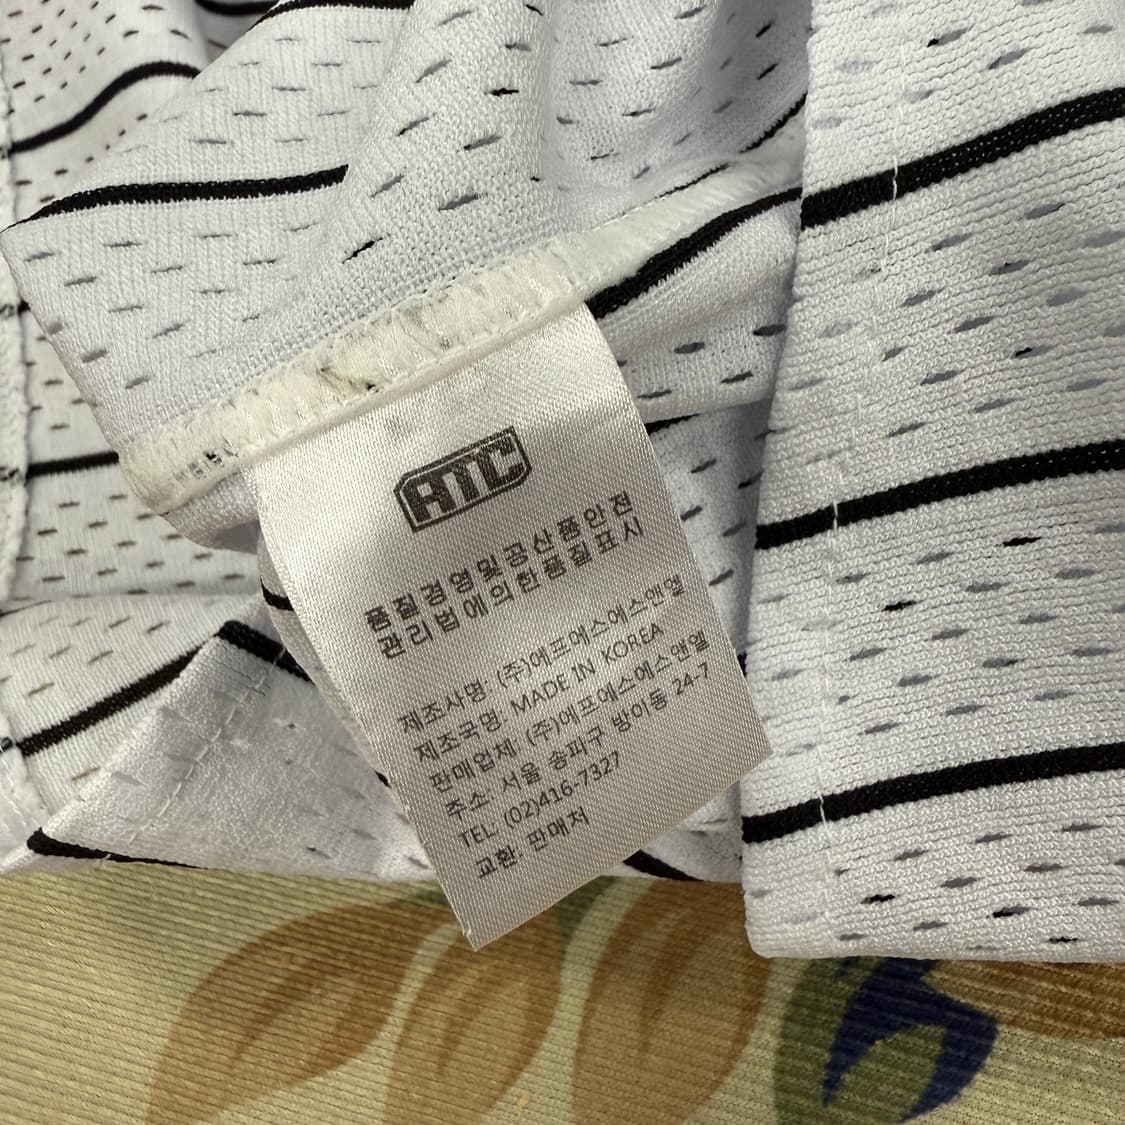 ATC
품질경영및공산품안전
관리법에의한품질표시
제조사명: (주)에프에스에스앤엘
제조국명: MADE IN KOREA
판매업체: (주)에프에스에스앤엘
주소: 서울 송파구 방이동 24-7
TEL. (02)416-7327
교환: 판매처